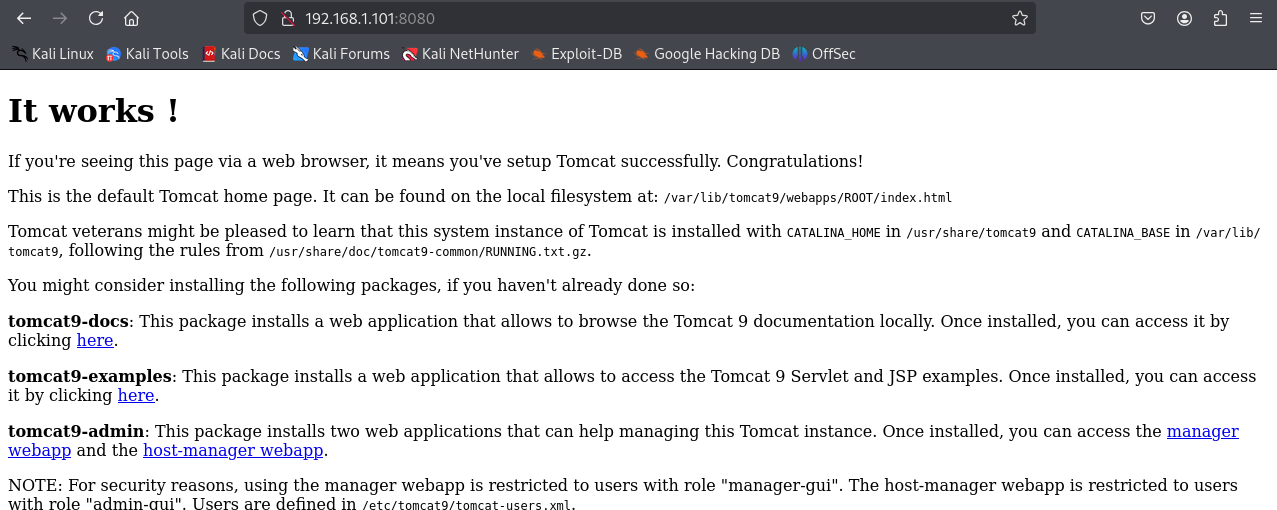 192.168.1.101:8080
Kali Linux Kali Tools Kali Docs Kali Forums Kali NetHunter Exploit-DB Google Hacking DB OffSec
It works !
If you're seeing this page via a web browser, it means you've setup Tomcat successfully. Congratulations!
This is the default Tomcat home page. It can be found on the local filesystem at: /var/lib/tomcat9/webapps/ROOT/index.html
Tomcat veterans might be pleased to learn that this system instance of Tomcat is installed with CATALINA_HOME in /usr/share/tomcat9 and CATALINA_BASE in /var/lib/
tomcat9, following the rules from /usr/share/doc/tomcat9-common/RUNNING.txt.gz.
You might consider installing the following packages, if you haven't already done so:
tomcat9-docs: This package installs a web application that allows to browse the Tomcat 9 documentation locally. Once installed, you can access it by
clicking here.
tomcat9-examples: This package installs a web application that allows to access the Tomcat 9 Servlet and JSP examples. Once installed, you can access
it by clicking here.
tomcat9-admin: This package installs two web applications that can help managing this Tomcat instance. Once installed, you can access the manager
webapp and the host-manager webapp.
NOTE: For security reasons, using the manager webapp is restricted to users with role "manager-gui". The host-manager webapp is restricted to users
with role "admin-gui". Users are defined in /etc/tomcat9/tomcat-users.xml.